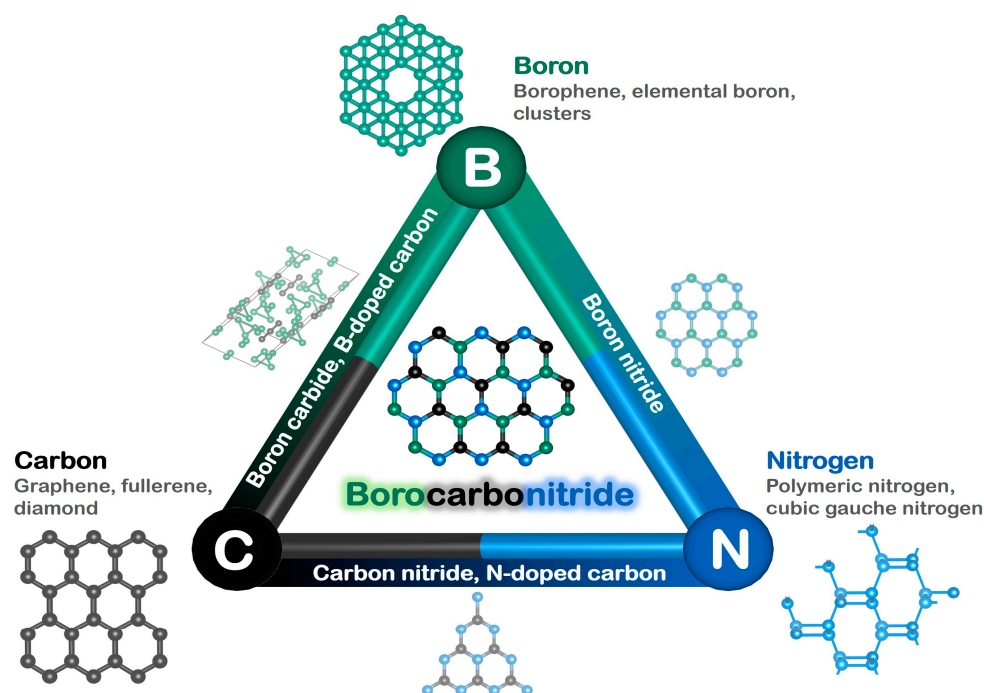 Boron
Borophene, elemental boron,
clusters
B
Boron carbide, B-doped carbon
Boron nitride
Carbon
Graphene, fullerene,
diamond
Borocarbonitride
Nitrogen
Polymeric nitrogen,
cubic gauche nitrogen
C
N
Carbon nitride, N-doped carbon